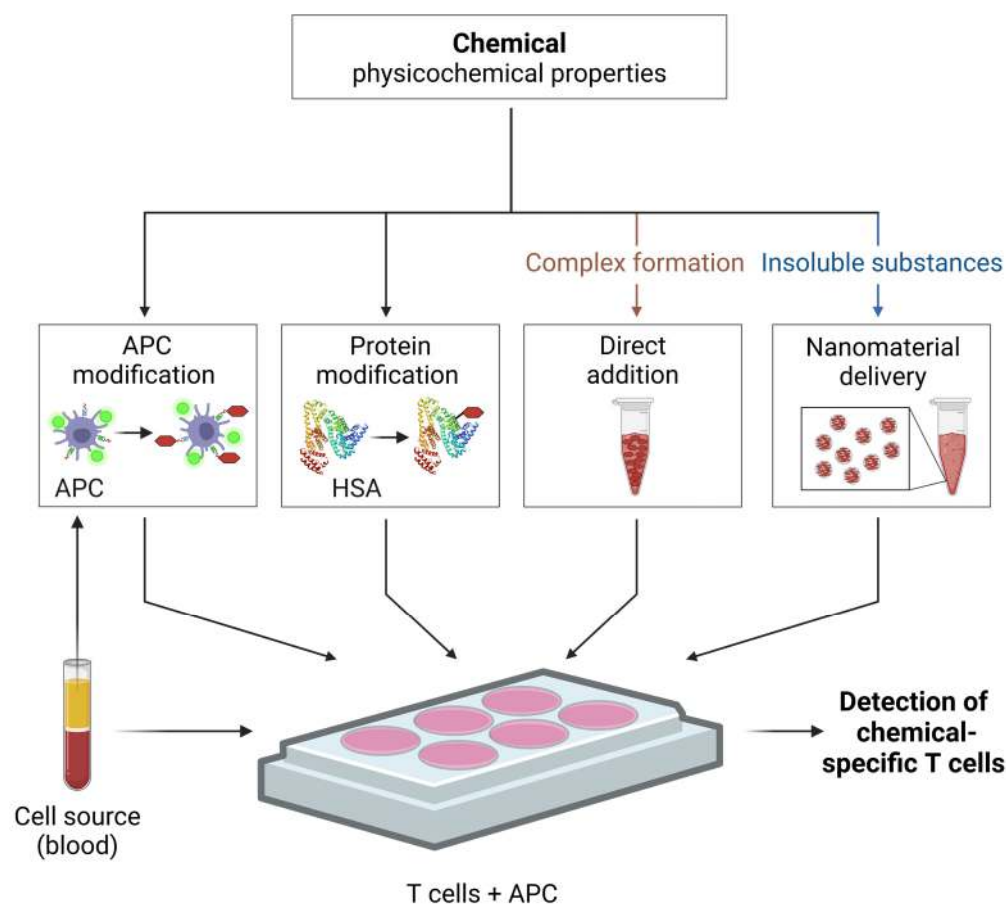 Chemical
physicochemical properties
Complex formation
Insoluble substances
APC
modification
APC
Protein
modification
HSA
Direct
addition
Nanomaterial
delivery
Cell source
(blood)
T cells + APC
Detection of
chemical-
specific T cells